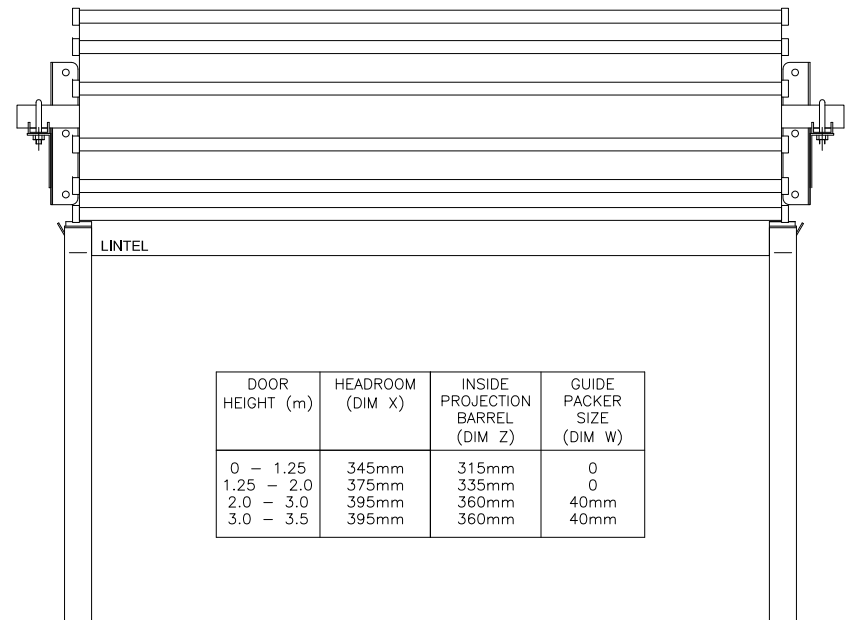 LINTEL
DOOR HEIGHT (m) HEADROOM (DIM X) INSIDE PROJECTION BARREL (DIM Z) GUIDE PACKER SIZE (DIM W)
0 – 1.25 345mm 315mm 0
1.25 – 2.0 375mm 335mm 0
2.0 – 3.0 395mm 360mm 40mm
3.0 – 3.5 395mm 360mm 40mm